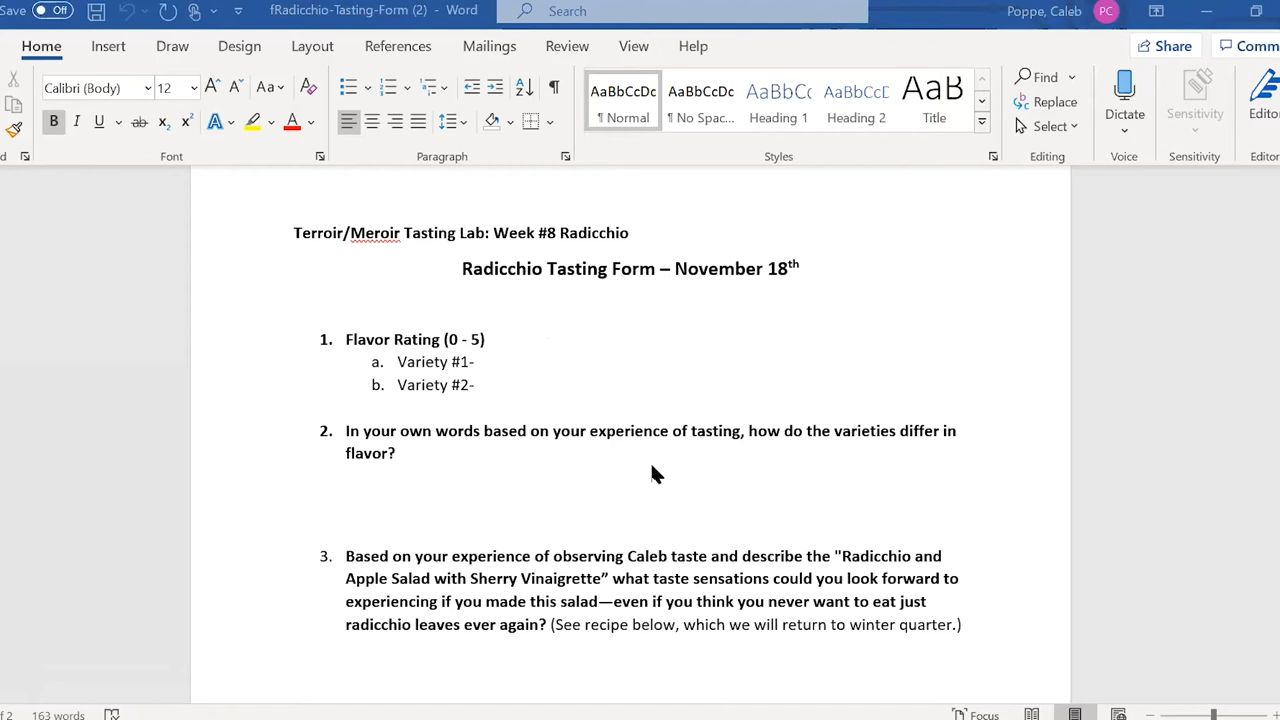 Save Off fRadicchio-Tasting-Form (2) - Word Search Poppe, Caleb PC
Home Insert Draw Design Layout References Mailings Review View Help Share Comm
Calibri (Body) 12 Aa AaBbCcDc AaBbCcDc AaBbCc AaBbCcD AaB Find
B I U ab x₂ x² A A ¶ Normal ¶ No Spac... Heading 1 Heading 2 Title Replace Dictate Sensitivity Editor
Select
d Font Paragraph Styles Editing Voice Sensitivity Editor
Terroir/Meroir Tasting Lab: Week #8 Radicchio
Radicchio Tasting Form – November 18th
1. Flavor Rating (0 - 5)
a. Variety #1-
b. Variety #2-
2. In your own words based on your experience of tasting, how do the varieties differ in
flavor?
3. Based on your experience of observing Caleb taste and describe the "Radicchio and
Apple Salad with Sherry Vinaigrette” what taste sensations could you look forward to
experiencing if you made this salad—even if you think you never want to eat just
radicchio leaves ever again? (See recipe below, which we will return to winter quarter.)
of 2 163 words Focus